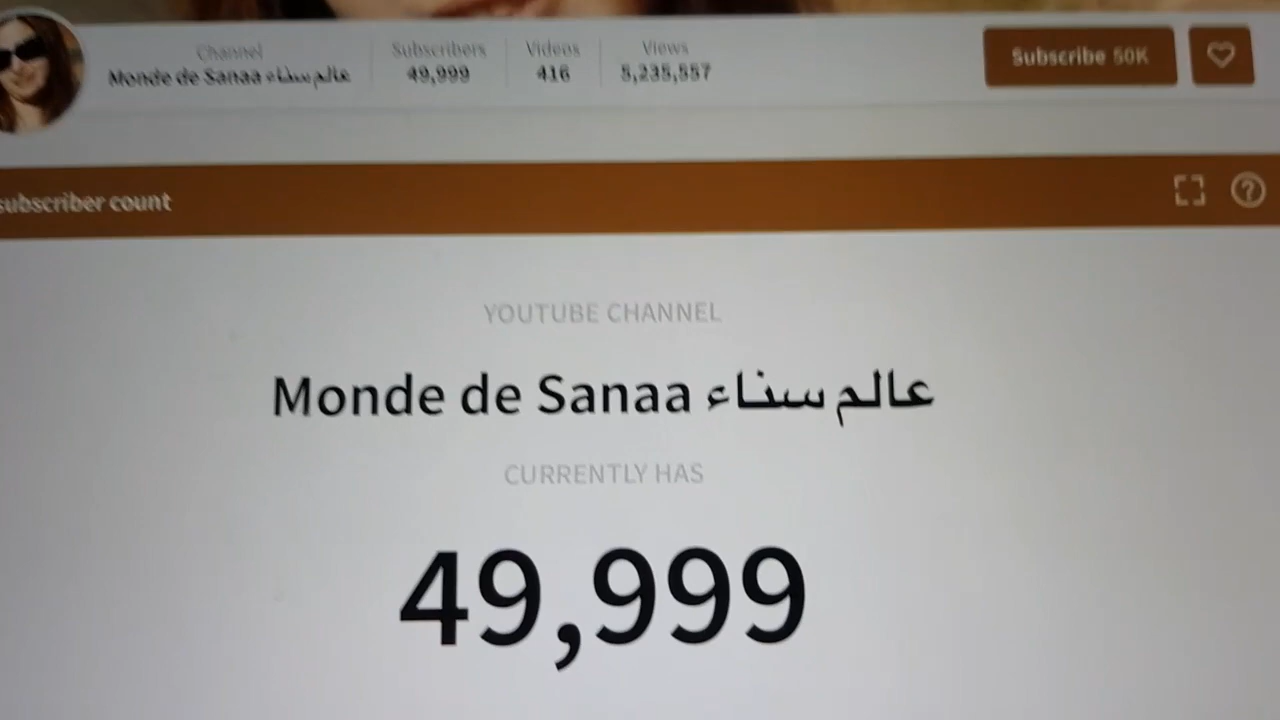 Channel
Monde de Sanaa عالم سناء
Subscribers
49,999
Videos
416
Views
5,235,557
Subscribe 50K
subscriber count
YOUTUBE CHANNEL
Monde de Sanaa عالم سناء
CURRENTLY HAS
49,999